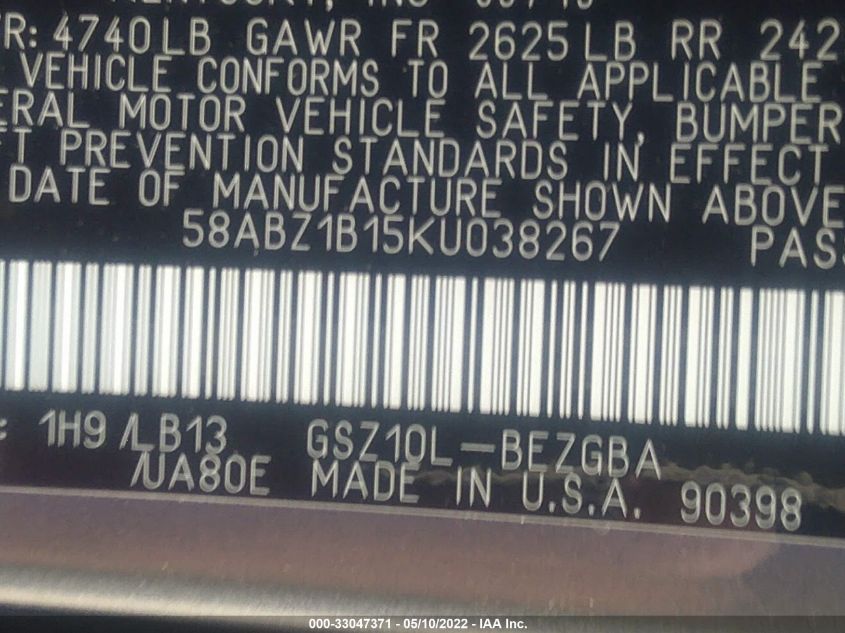 KENTUCKY, INC
R: 4740LB GAWR FR 2625LB RR 242
VEHICLE CONFORMS TO ALL APPLICABLE
ERAL MOTOR VEHICLE SAFETY, BUMPER
T PREVENTION STANDARDS IN EFFECT
DATE OF MANUFACTURE SHOWN ABOVE
58ABZ1B15KU038267 PAS
: 1H9 /LB13 GSZ10L-BEZGBA
/UA80E MADE IN U.S.A. 90398
000-33047371 - 05/10/2022 - IAA Inc.